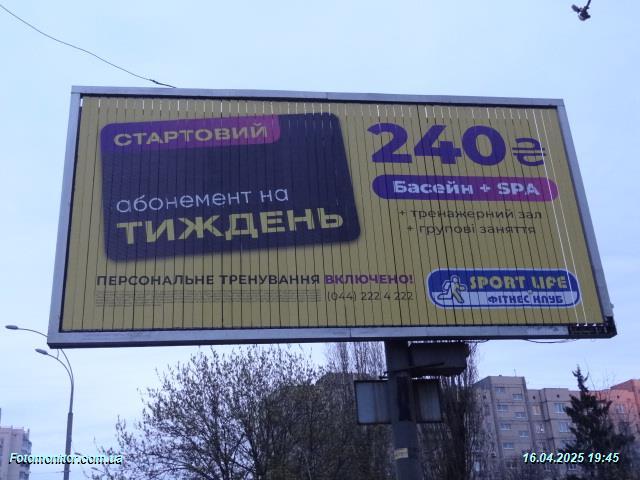 СТАРТОВИЙ
абонемент на
ТИЖДЕНЬ
240₴
Басейн + SPA
+ тренажерний зал
+ групові заняття
ПЕРСОНАЛЬНЕ ТРЕНУВАННЯ ВКЛЮЧЕНО!
(044) 222 4 222
SPORT LIFE
ФІТНЕС КЛУБ
Fotomonitor.com.ua
16.04.2025 19:45